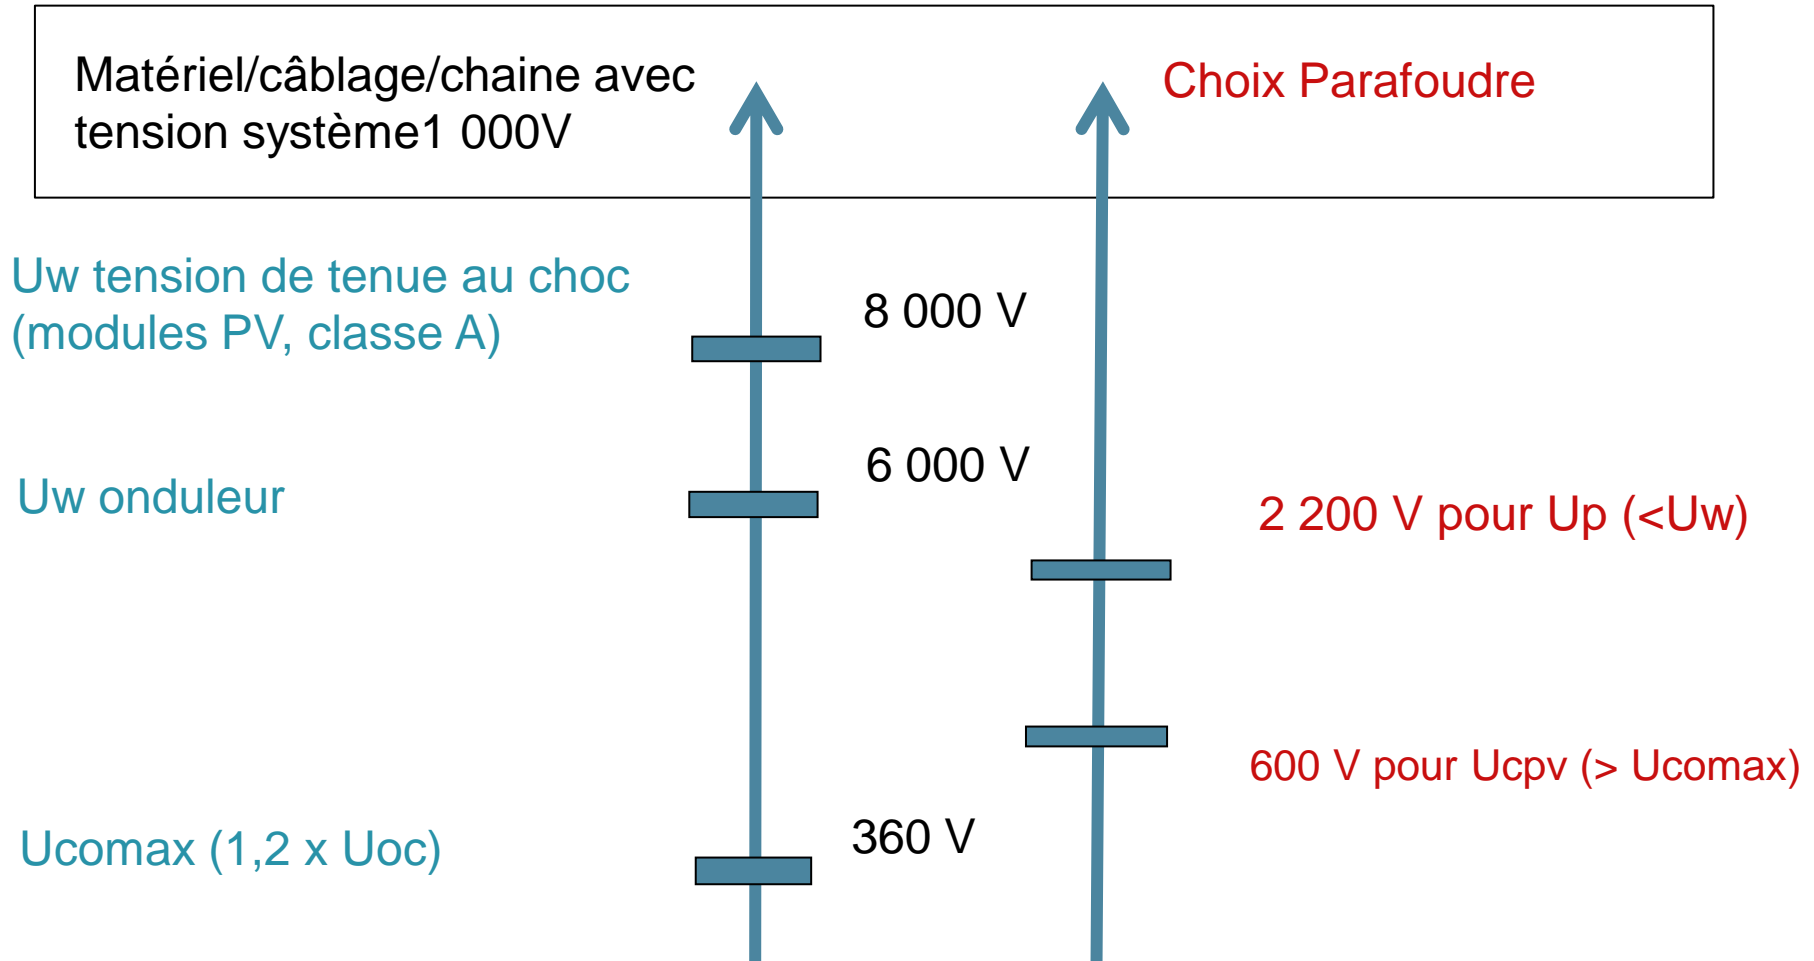 Matériel/câblage/chaine avec
tension système1 000V
Choix Parafoudre
Uw tension de tenue au choc
(modules PV, classe A)
8 000 V
6 000 V
Uw onduleur
2 200 V pour Up (<Uw)
600 V pour Ucpv (> Ucomax)
360 V
Ucomax (1,2 x Uoc)